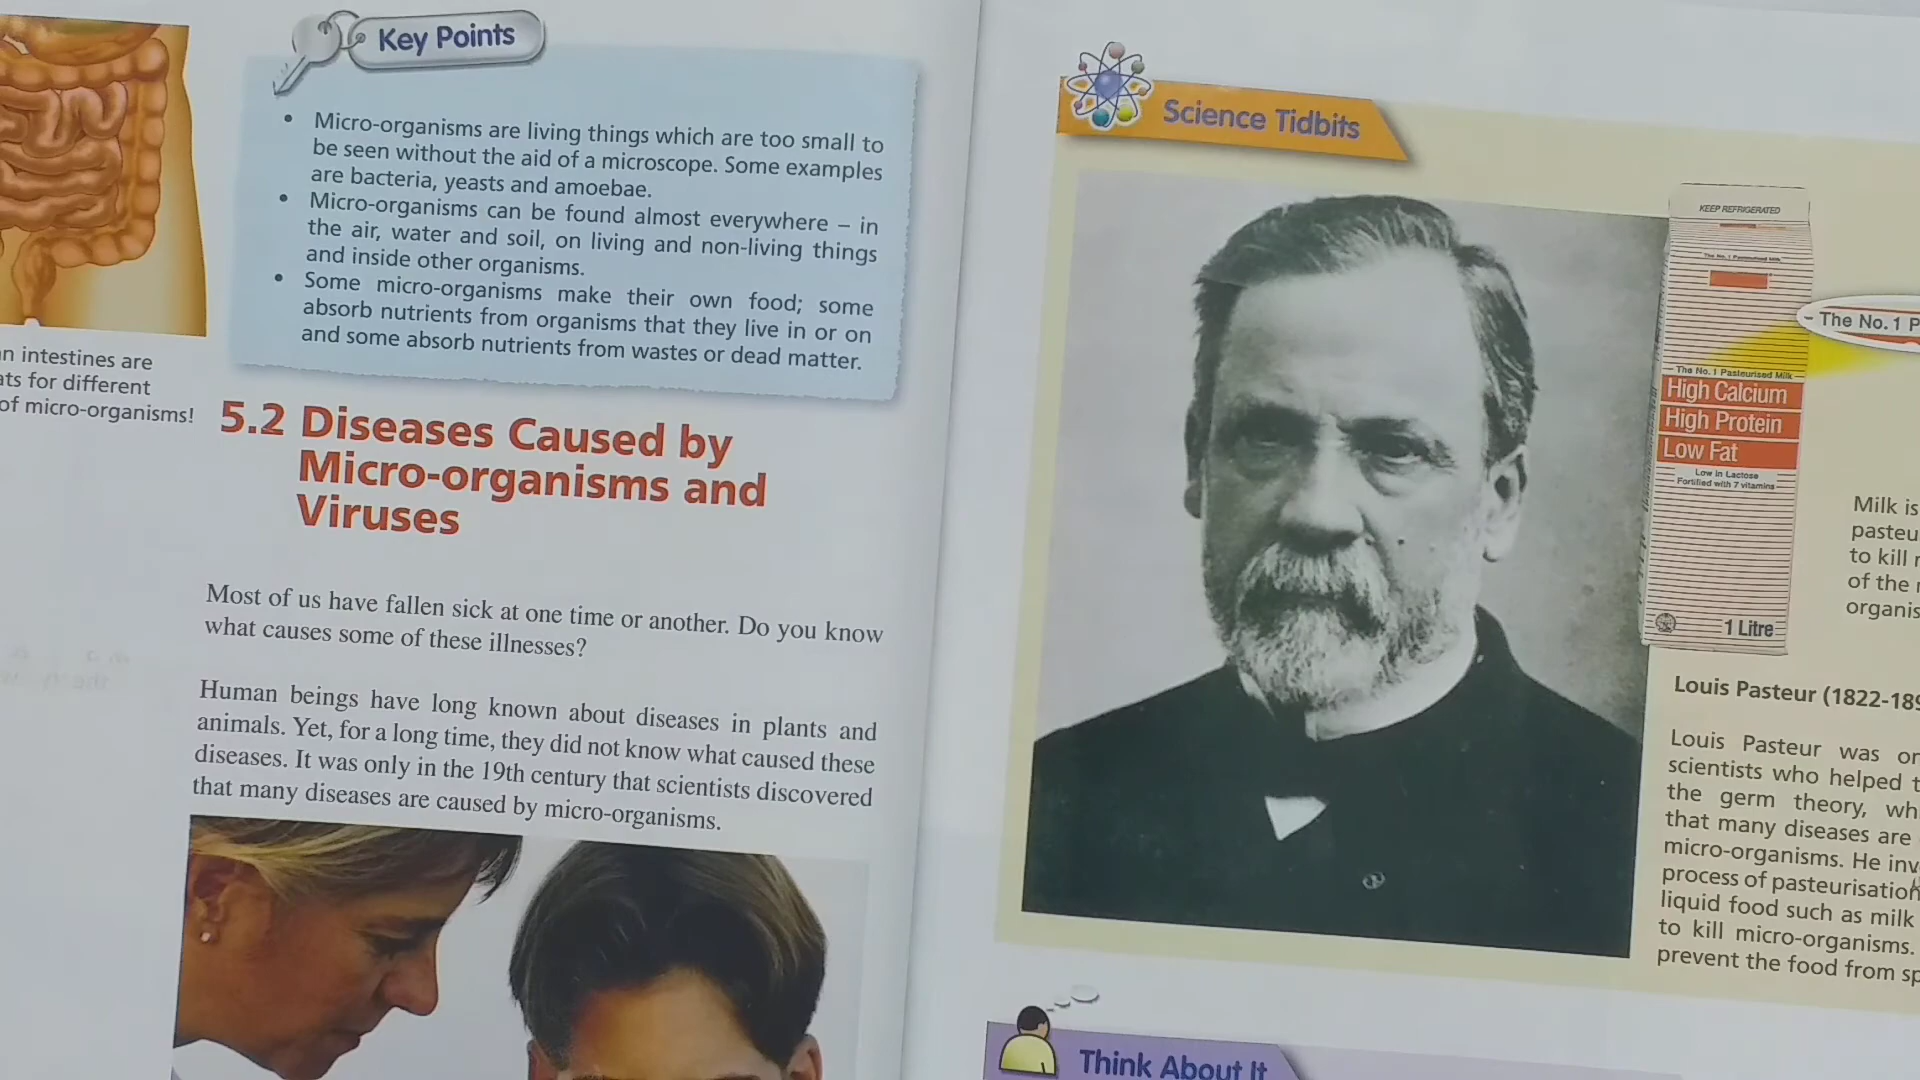 Key Points
• Micro-organisms are living things which are too small to
be seen without the aid of a microscope. Some examples
are bacteria, yeasts and amoebae.
• Micro-organisms can be found almost everywhere – in
the air, water and soil, on living and non-living things
and inside other organisms.
• Some micro-organisms make their own food; some
absorb nutrients from organisms that they live in or on
and some absorb nutrients from wastes or dead matter.
intestines are
for different
of micro-organisms!
5.2 Diseases Caused by
Micro-organisms and
Viruses
Most of us have fallen sick at one time or another. Do you know
what causes some of these illnesses?
Human beings have long known about diseases in plants and
animals. Yet, for a long time, they did not know what caused these
diseases. It was only in the 19th century that scientists discovered
that many diseases are caused by micro-organisms.
Science Tidbits
KEEP REFRIGERATED
The No.1 Pasteurised Milk
The No. 1
The No.1 Pasteurised Milk
High Calcium
High Protein
Low Fat
Low in Lactose
Fortified with 7 vitamins
1 Litre
Milk is
to kill
of the
Louis Pasteur (1822-
Louis Pasteur was
scientists who helped
the germ theory,
that many diseases are
micro-organisms. He
process of pasteurisation
liquid food such as milk
to kill micro-organisms.
prevent the food from
Think About It